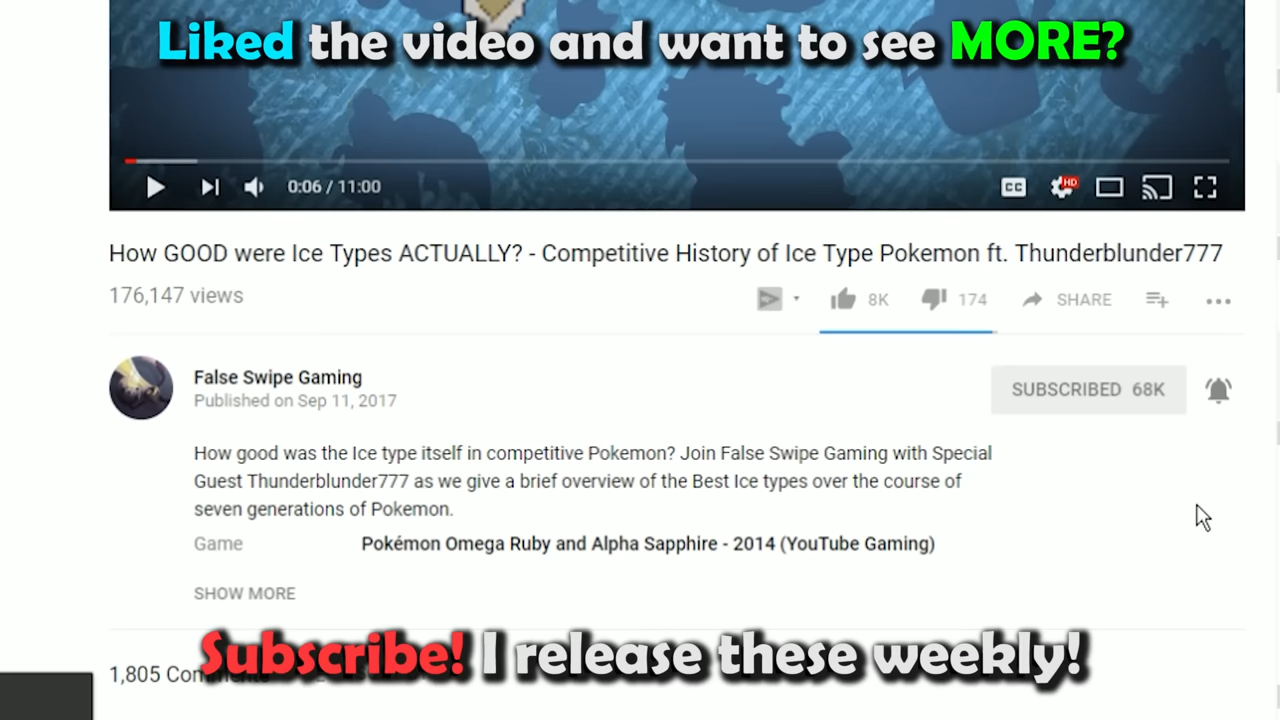 Liked the video and want to see MORE?
0:06 / 11:00
CC
HD
How GOOD were Ice Types ACTUALLY? - Competitive History of Ice Type Pokemon ft. Thunderblunder777
176,147 views
8K
174
SHARE
False Swipe Gaming
Published on Sep 11, 2017
SUBSCRIBED 68K
How good was the Ice type itself in competitive Pokemon? Join False Swipe Gaming with Special
Guest Thunderblunder777 as we give a brief overview of the Best Ice types over the course of
seven generations of Pokemon.
Game Pokémon Omega Ruby and Alpha Sapphire - 2014 (YouTube Gaming)
SHOW MORE
Subscribe! I release these weekly!
1,805 Comments